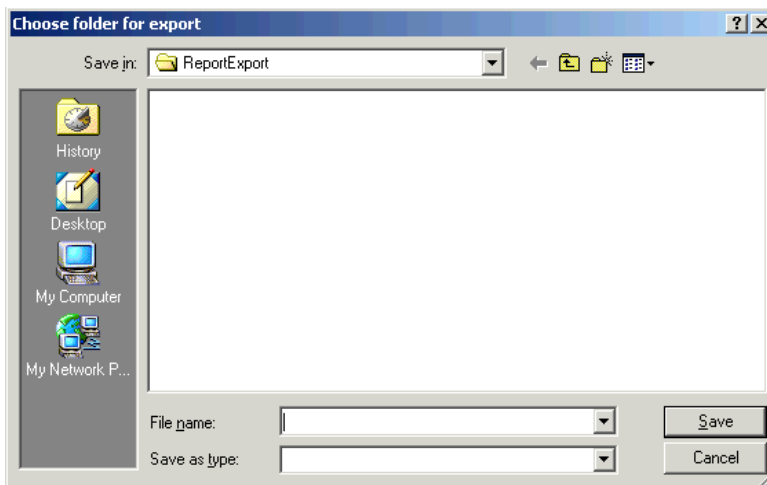 Choose folder for export
Save in: ReportExport
History
Desktop
My Computer
My Network P...
File name:
Save
Save as type:
Cancel